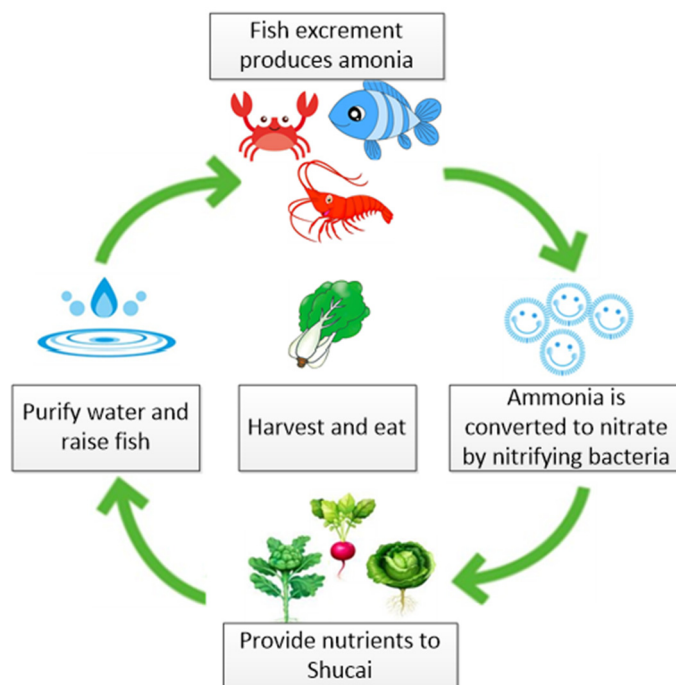 Fish excrement
produces amonia
Purify water and
raise fish
Harvest and eat
Ammonia is
converted to nitrate
by nitrifying bacteria
Provide nutrients to
Shucai